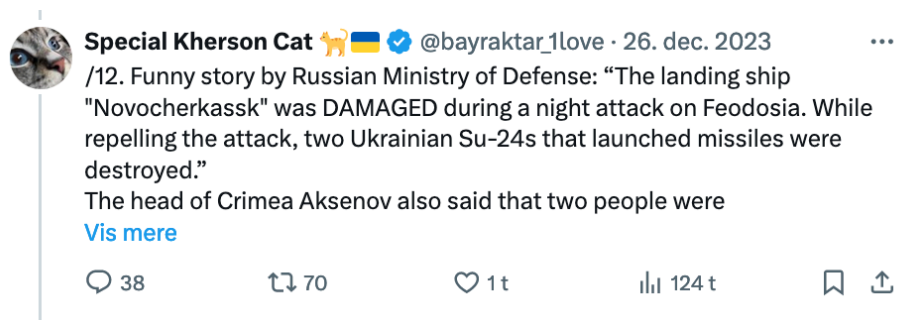 Special Kherson Cat 🐈🇺🇦 @bayraktar_1love · 26. dec. 2023
/12. Funny story by Russian Ministry of Defense: “The landing ship
"Novocherkassk" was DAMAGED during a night attack on Feodosia. While
repelling the attack, two Ukrainian Su-24s that launched missiles were
destroyed.”
The head of Crimea Aksenov also said that two people were
Vis mere
38 70 1 t 124 t